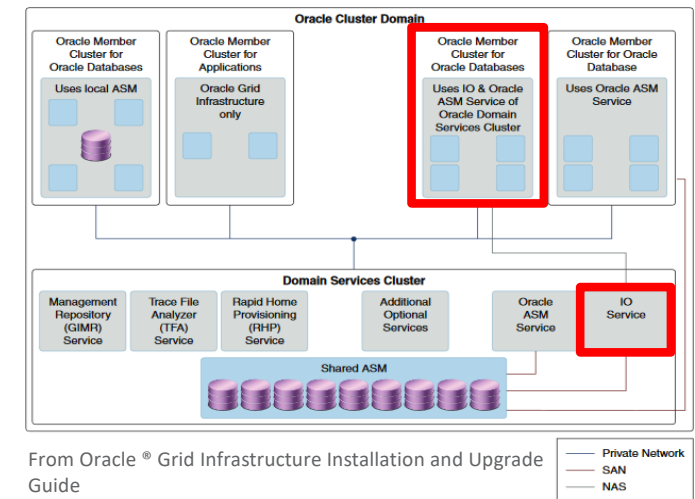 Oracle Cluster Domain
Oracle Member
Cluster for
Oracle Databases
Uses local ASM
Oracle Member
Cluster for
Applications
Oracle Grid
Infrastructure
only
Oracle Member
Cluster for
Oracle Databases
Uses IO & Oracle
ASM Service of
Oracle Domain
Services Cluster
Oracle Member
Cluster for Oracle
Database
Uses Oracle ASM
Service
Domain Services Cluster
Management
Repository
(GIMR)
Service
Trace File
Analyzer
(TFA)
Service
Rapid Home
Provisioning
(RHP)
Service
Additional
Optional
Services
Oracle
ASM
Service
IO
Service
Shared ASM
From Oracle ® Grid Infrastructure Installation and Upgrade
Guide
Private Network
SAN
NAS